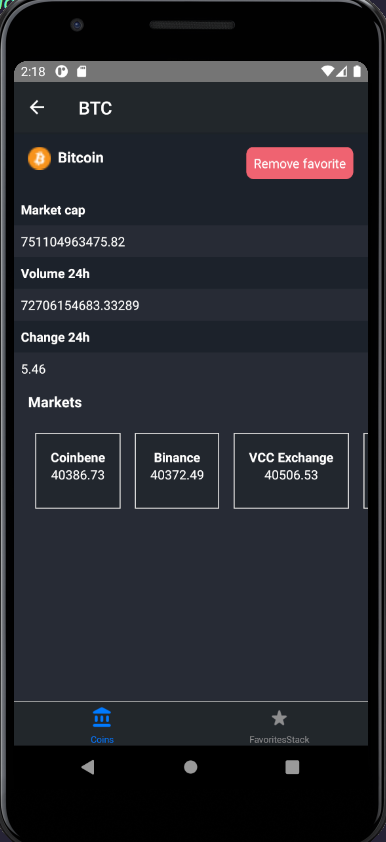 2:18
BTC
Bitcoin
Remove favorite
Market cap
751104963475.82
Volume 24h
72706154683.33289
Change 24h
5.46
Markets
Coinbene
40386.73
Binance
40372.49
VCC Exchange
40506.53
Coins
FavoritesStack